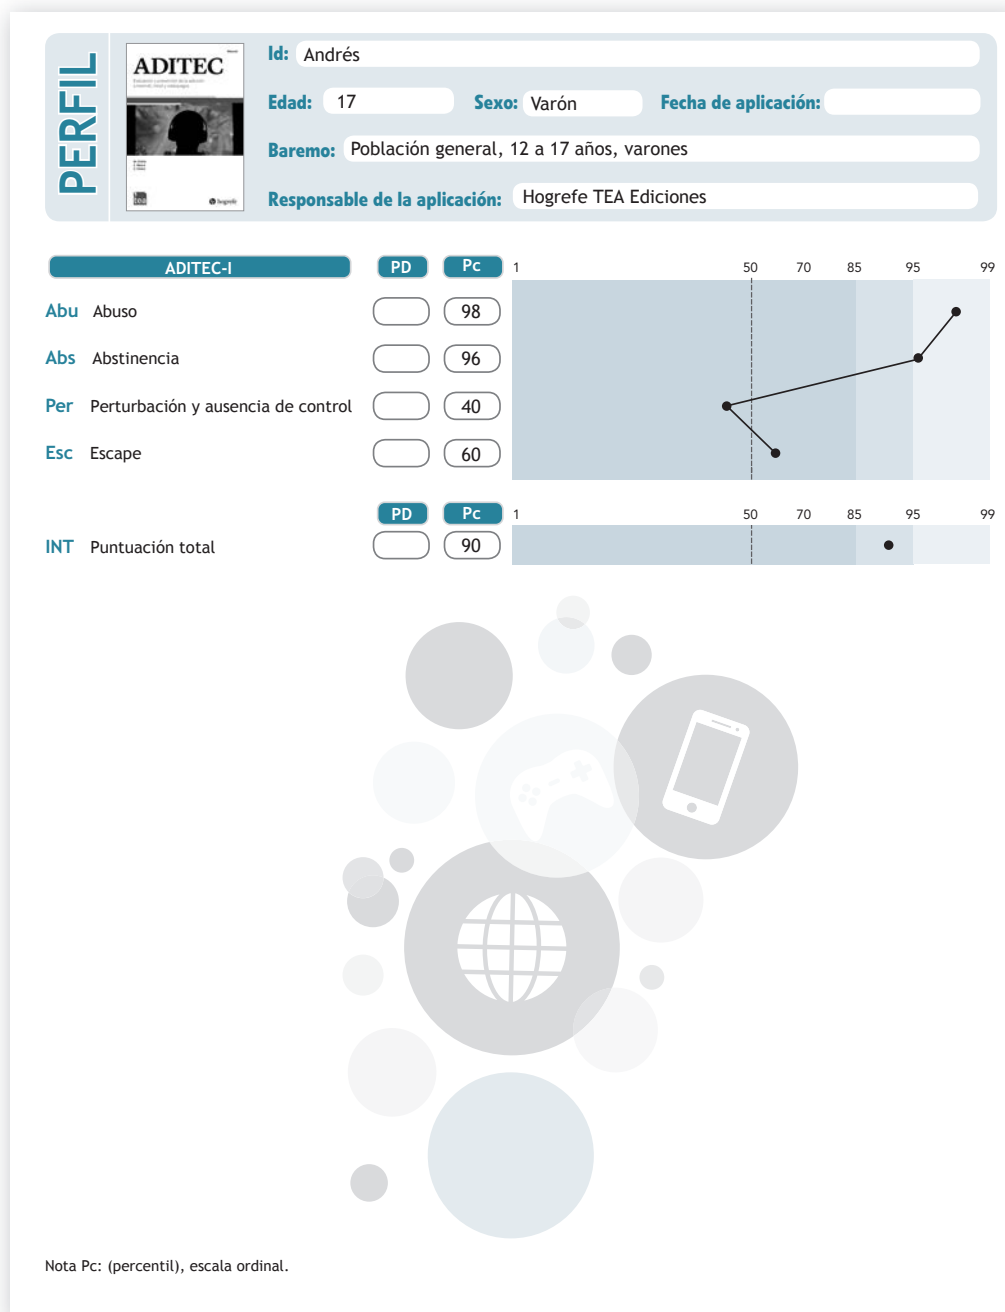 PERFIL
ADITEC
hogrefe
Id: Andrés
Edad: 17 Sexo: Varón Fecha de aplicación:
Baremo: Población general, 12 a 17 años, varones
Responsable de la aplicación: Hogrefe TEA Ediciones
ADITEC-I PD Pc 1 50 70 85 95 99
Abu Abuso 98
Abs Abstinencia 96
Per Perturbación y ausencia de control 40
Esc Escape 60
PD Pc 1 50 70 85 95 99
INT Puntuación total 90
Nota Pc: (percentil), escala ordinal.